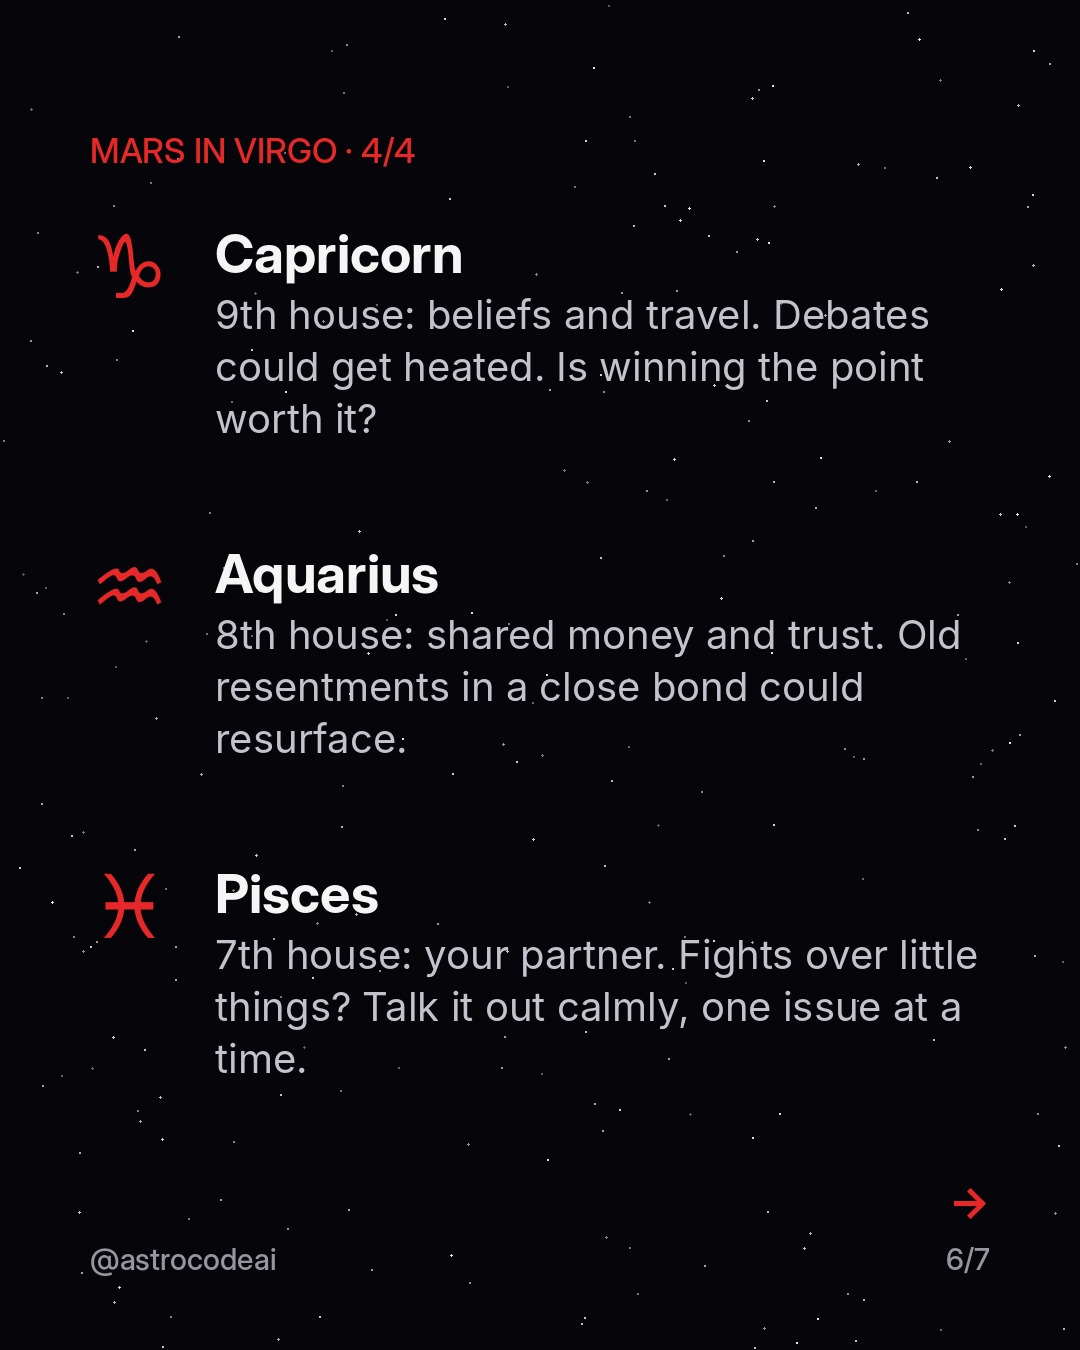 MARS IN VIRGO · 4/4
♑ Capricorn
9th house: beliefs and travel. Debates
could get heated. Is winning the point
worth it?
♒ Aquarius
8th house: shared money and trust. Old
resentments in a close bond could
resurface.
♓ Pisces
7th house: your partner. Fights over little
things? Talk it out calmly, one issue at a
time.
→
@astrocodeai
6/7